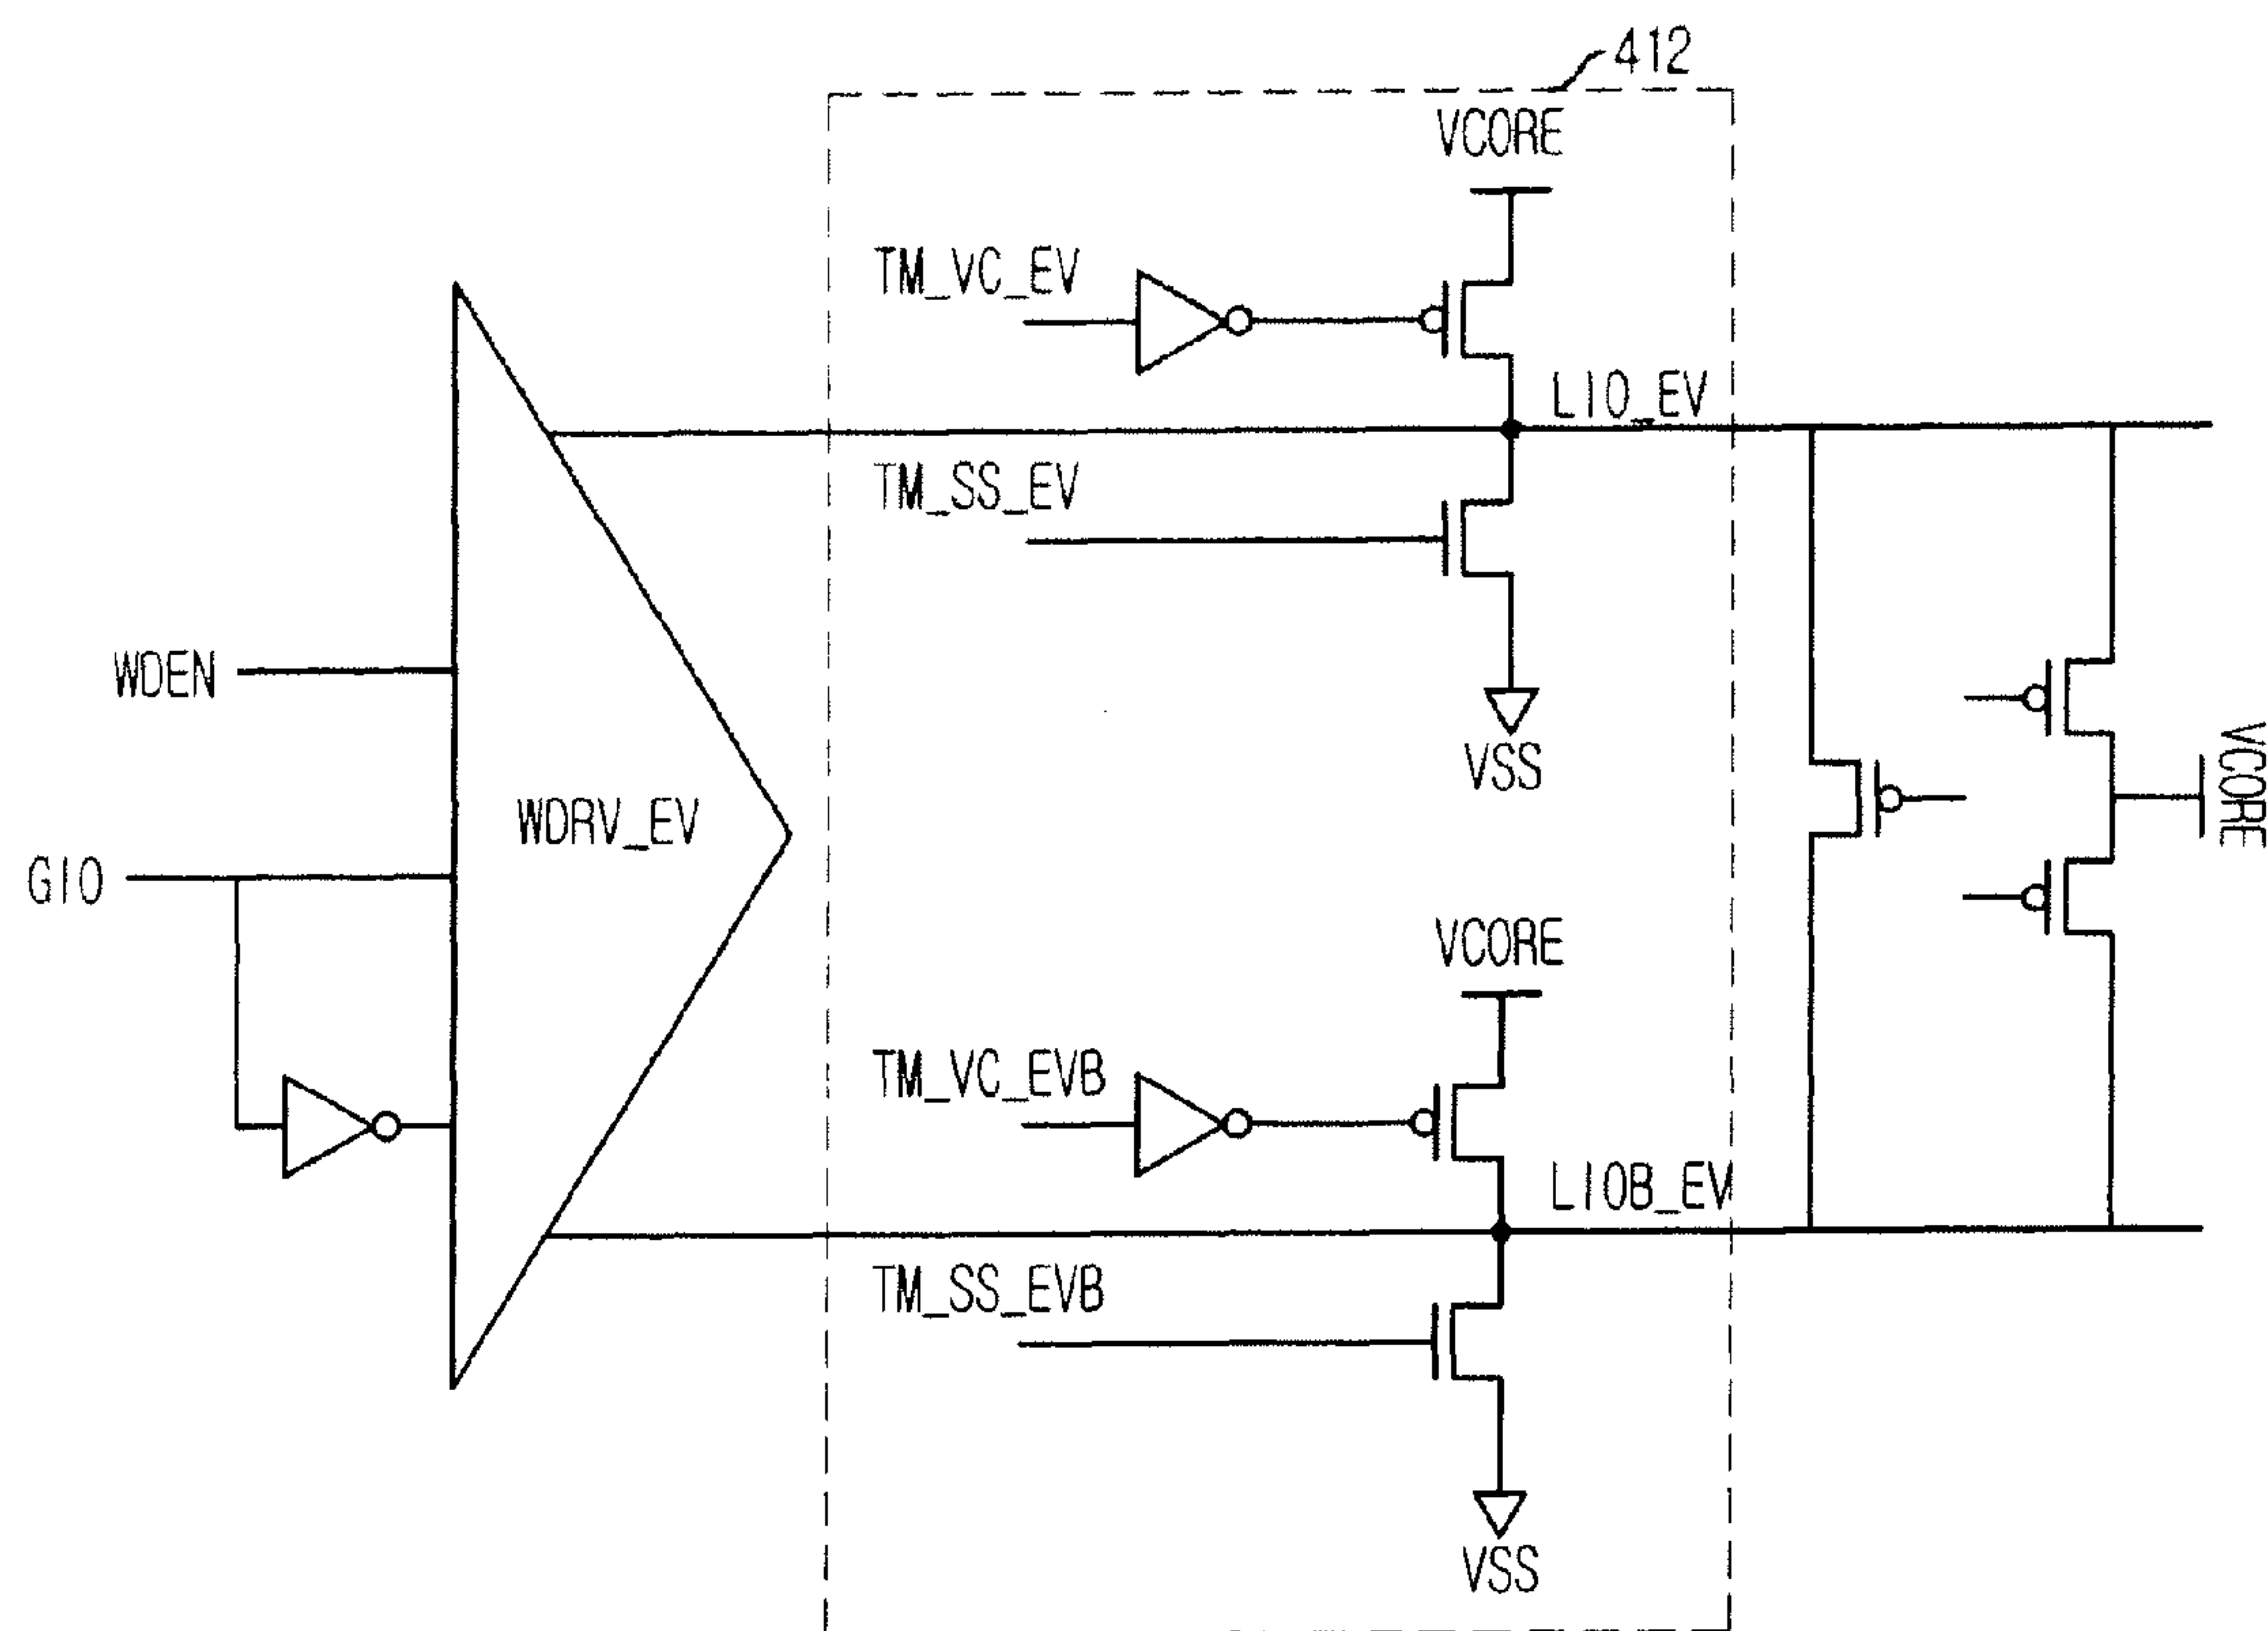 412
VCORE
TM_VC_EV
LIO_EV
TM_SS_EV
WDEN
VSS
VCORE
WDRV_EV
GIO
VCORE
TM_VC_EVB
LIOB_EV
TM_SS_EVB
VSS